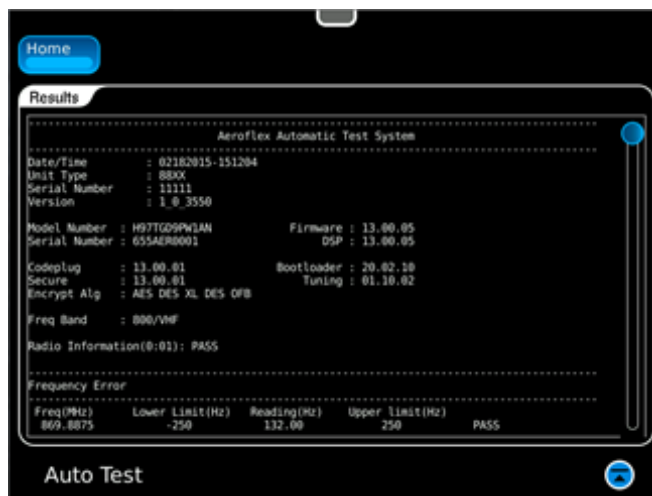 Home
Results
Aeroflex Automatic Test System
Date/Time : 02182015-151204
Unit Type : 88XX
Serial Number : 11111
Version : 1_0_3550
Model Number : H97TGD9PW1AN Firmware : 13.00.05
Serial Number : 655AER0001 DSP : 13.00.05
Codeplug : 13.00.01 Bootloader : 20.02.10
Secure : 13.00.01 Tuning : 01.10.02
Encrypt Alg : AES DES XL DES OFB
Freq Band : 800/VHF
Radio Information(0:01): PASS
Frequency Error
Freq(MHz) Lower Limit(Hz) Reading(Hz) Upper limit(Hz)
869.8875 -250 132.00 250 PASS
Auto Test